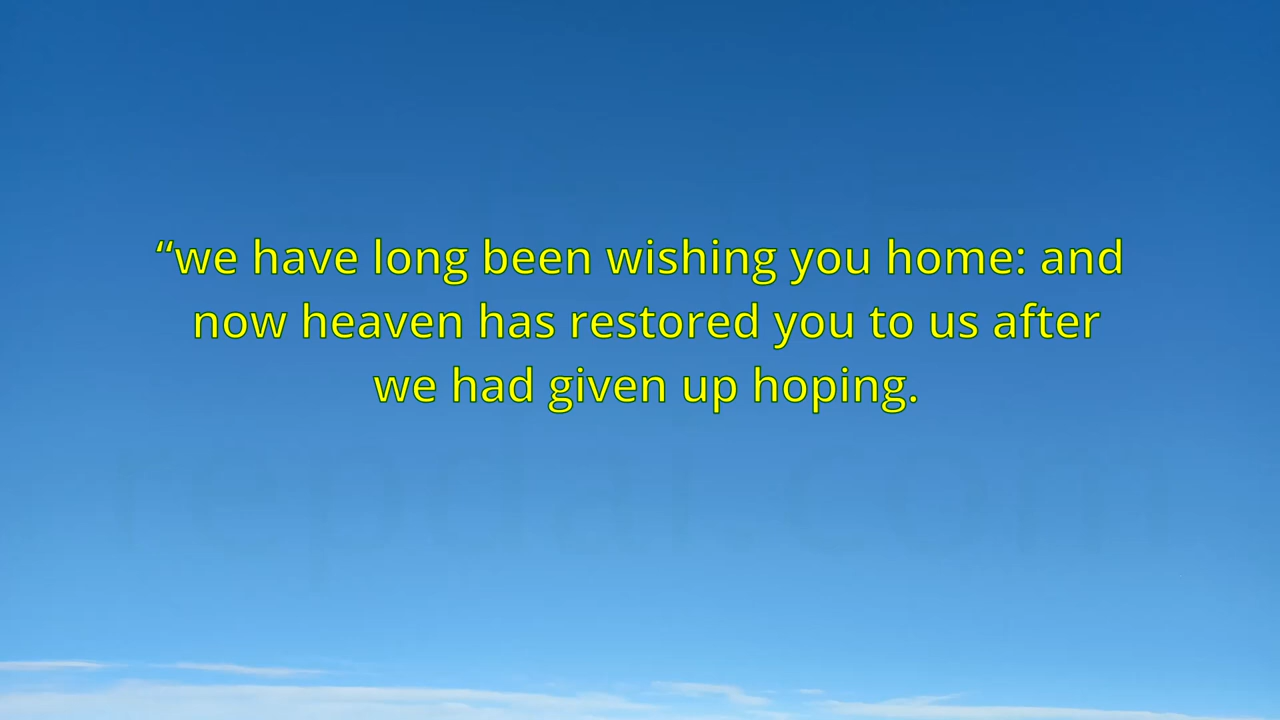 “we have long been wishing you home: and
now heaven has restored you to us after
we had given up hoping.